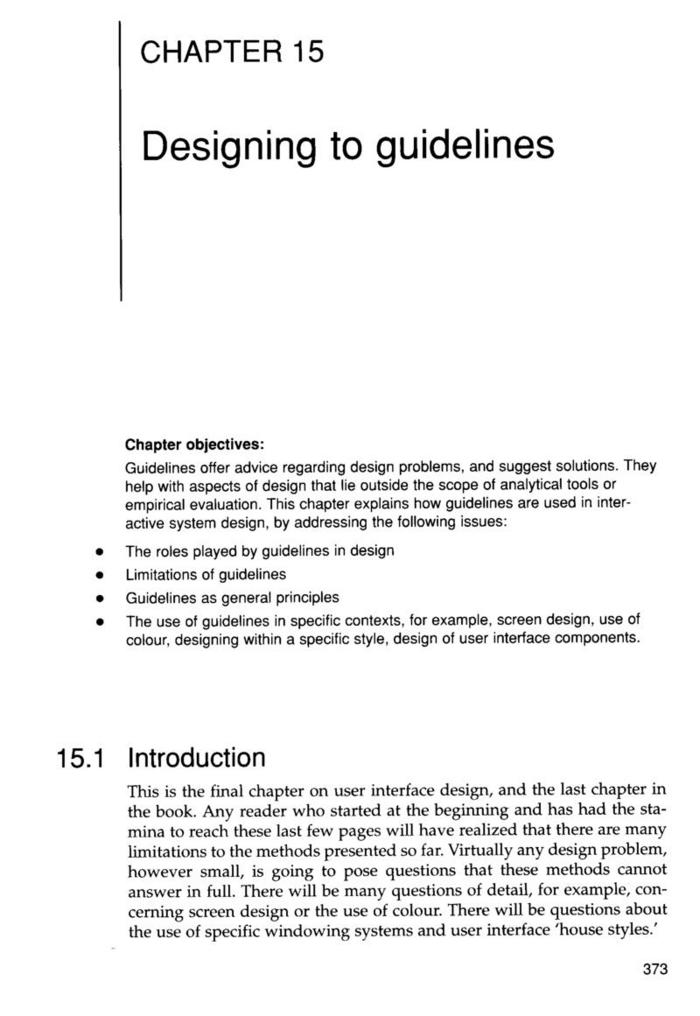 CHAPTER 15
Designing to guidelines
Chapter objectives:
Guidelines offer advice regarding design problems, and suggest solutions. They
help with aspects of design that lie outside the scope of analytical tools or
empirical evaluation. This chapter explains how guidelines are used in inter-
active system design, by addressing the following issues:
• The roles played by guidelines in design
• Limitations of guidelines
• Guidelines as general principles
• The use of guidelines in specific contexts, for example, screen design, use of
colour, designing within a specific style, design of user interface components.
15.1 Introduction
This is the final chapter on user interface design, and the last chapter in
the book. Any reader who started at the beginning and has had the sta-
mina to reach these last few pages will have realized that there are many
limitations to the methods presented so far. Virtually any design problem,
however small, is going to pose questions that these methods cannot
answer in full. There will be many questions of detail, for example, con-
cerning screen design or the use of colour. There will be questions about
the use of specific windowing systems and user interface 'house styles.'
373